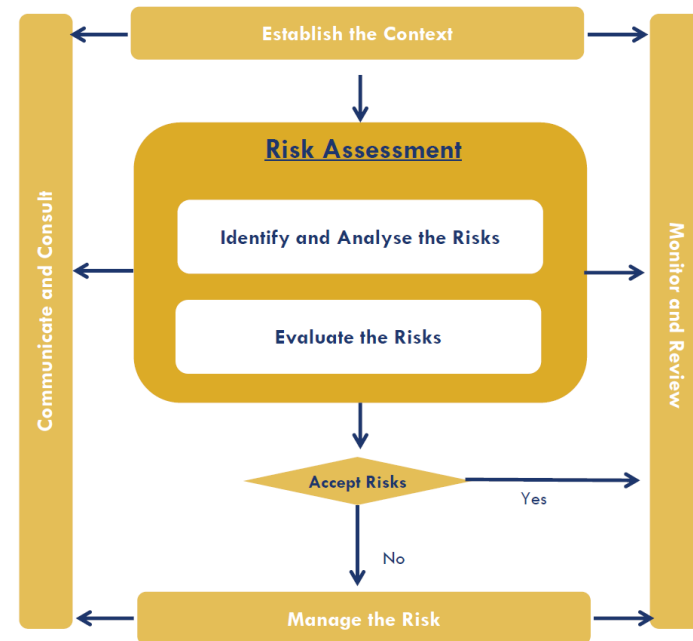 Establish the Context
Communicate and Consult
Monitor and Review
Risk Assessment
Identify and Analyse the Risks
Evaluate the Risks
Accept Risks
Yes
No
Manage the Risk